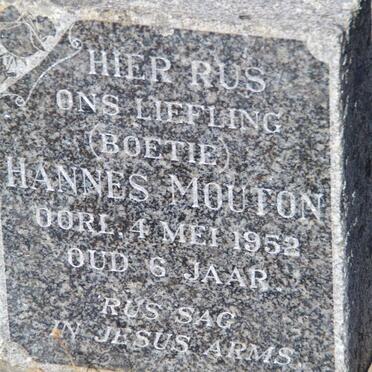 HIER RUS
ONS LIEFLING
(BOETIE)
HANNES MOUTON
OORL. 4 MEI 1952
OUD 6 JAAR
RUS SAG
IN JESUS ARMS.